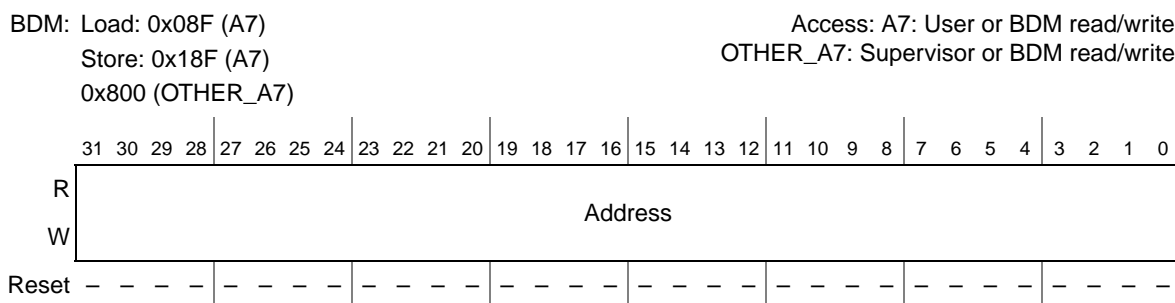 BDM: Load: 0x08F (A7)
Store: 0x18F (A7)
0x800 (OTHER_A7)
Access: A7: User or BDM read/write
OTHER_A7: Supervisor or BDM read/write
31 30 29 28 27 26 25 24 23 22 21 20 19 18 17 16 15 14 13 12 11 10 9 8 7 6 5 4 3 2 1 0
R
Address
W
Reset – – – – – – – – – – – – – – – – – – – – – – – – – – – – – – – –